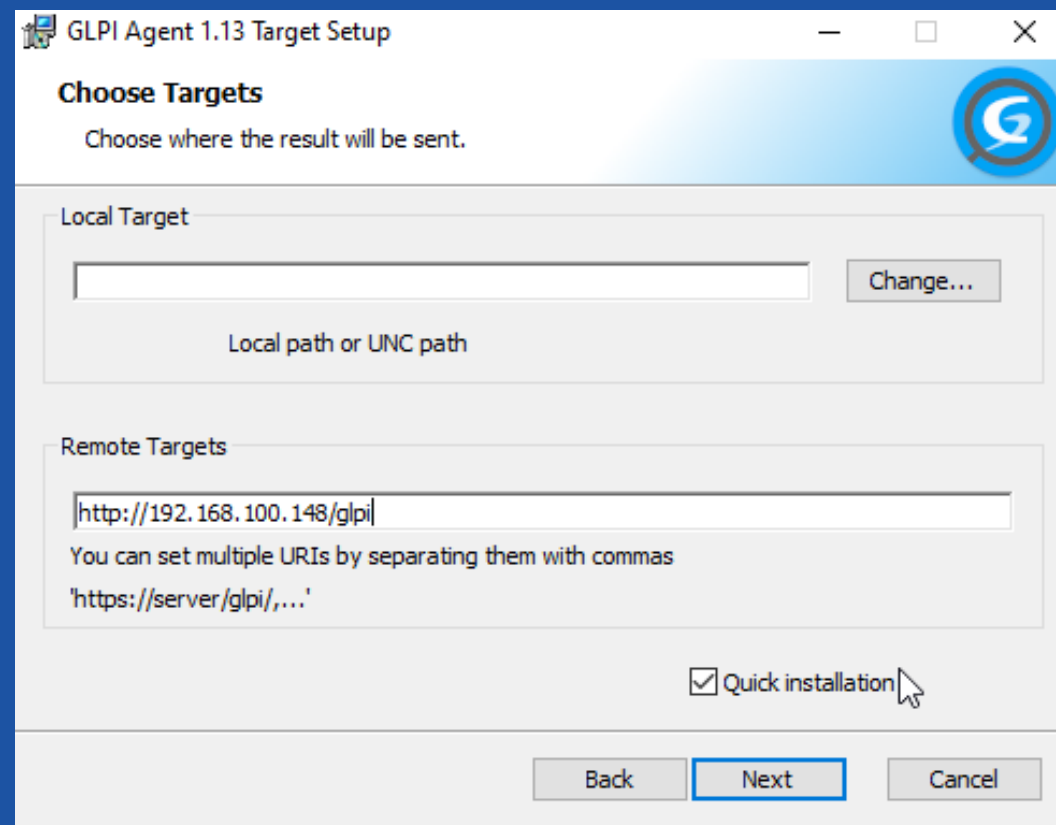 GLPI Agent 1.13 Target Setup
Choose Targets
Choose where the result will be sent.
Local Target
Change...
Local path or UNC path
Remote Targets
http://192.168.100.148/glpi
You can set multiple URIs by separating them with commas
'https://server/glpi/,...'
Quick installation
Back Next Cancel